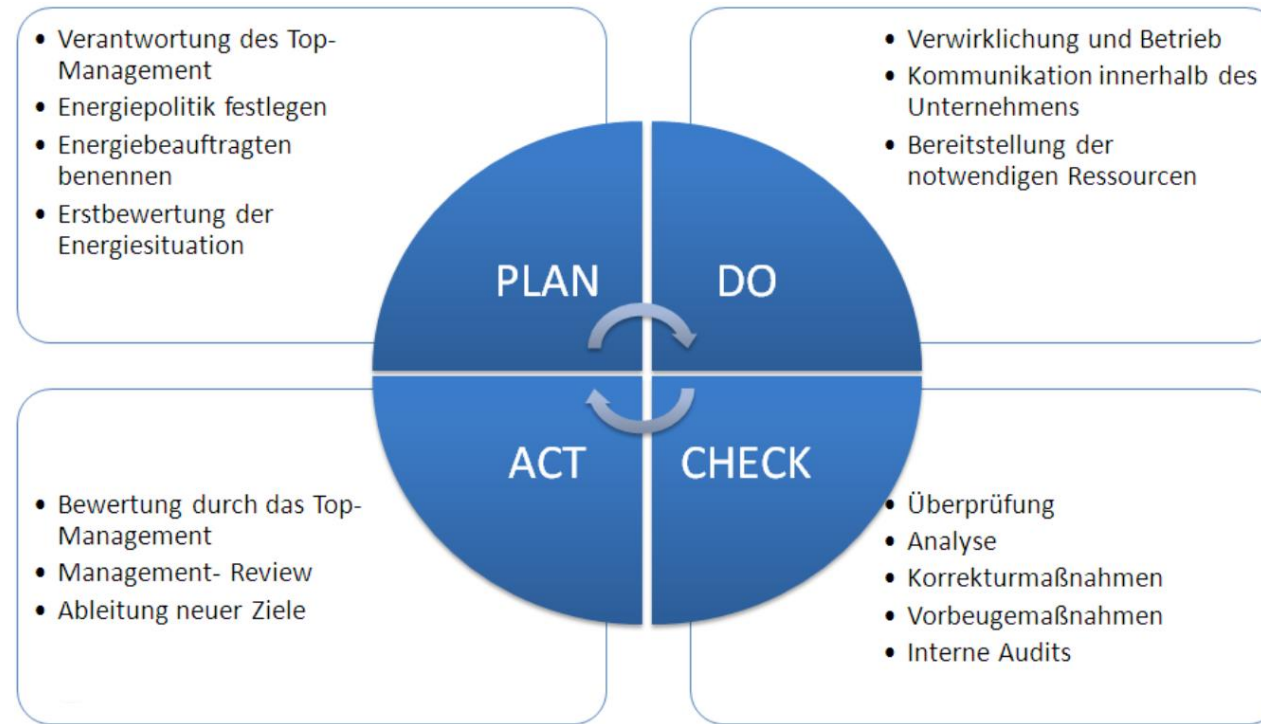 • Verantwortung des Top-
Management
• Energiepolitik festlegen
• Energiebeauftragten
benennen
• Erstbewertung der
Energiesituation
• Verwirklichung und Betrieb
• Kommunikation innerhalb des
Unternehmens
• Bereitstellung der
notwendigen Ressourcen
PLAN
DO
ACT
CHECK
• Bewertung durch das Top-
Management
• Management- Review
• Ableitung neuer Ziele
• Überprüfung
• Analyse
• Korrekturmaßnahmen
• Vorbeugemaßnahmen
• Interne Audits